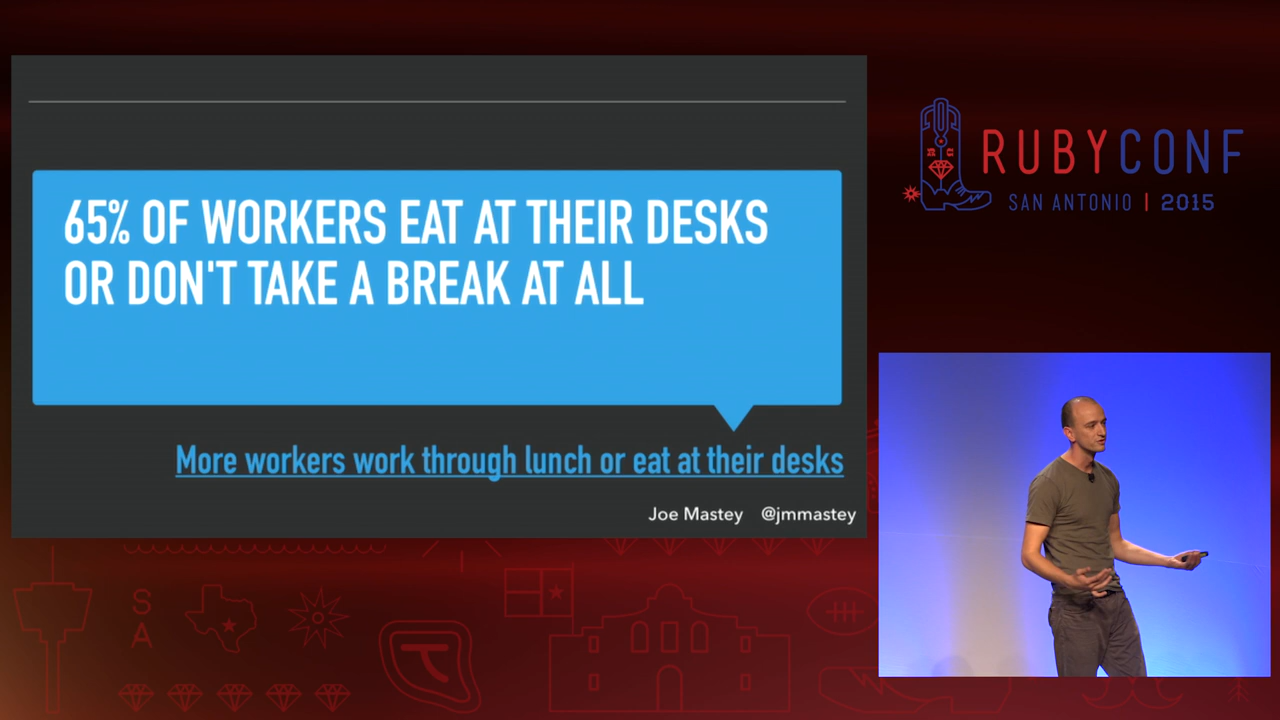 65% OF WORKERS EAT AT THEIR DESKS
OR DON'T TAKE A BREAK AT ALL
More workers work through lunch or eat at their desks
Joe Mastey @jmmastey
RUBYCONF
SAN ANTONIO | 2015
S
A